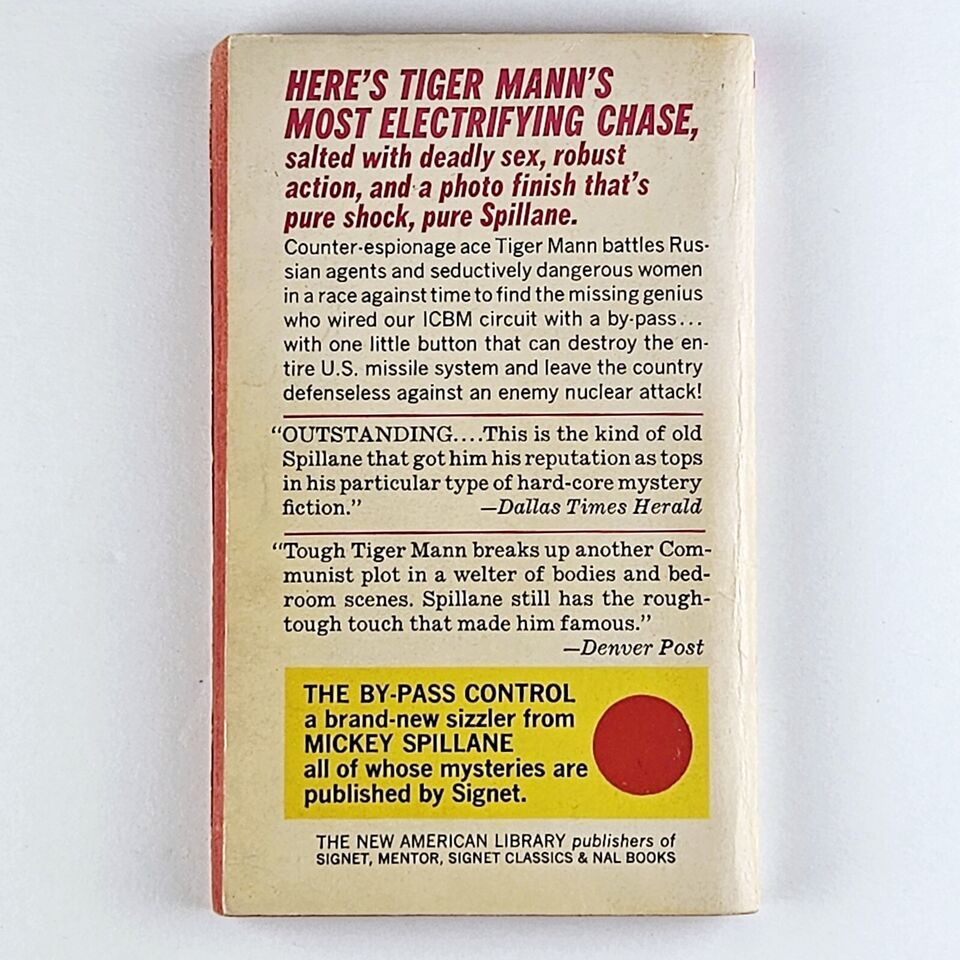 HERE'S TIGER MANN'S
MOST ELECTRIFYING CHASE,
salted with deadly sex, robust
action, and a photo finish that's
pure shock, pure Spillane.
Counter-espionage ace Tiger Mann battles Rus-
sian agents and seductively dangerous women
in a race against time to find the missing genius
who wired our ICBM circuit with a by-pass...
with one little button that can destroy the en-
tire U.S. missile system and leave the country
defenseless against an enemy nuclear attack!
"OUTSTANDING....This is the kind of old
Spillane that got him his reputation as tops
in his particular type of hard-core mystery
fiction." —Dallas Times Herald
"Tough Tiger Mann breaks up another Com-
munist plot in a welter of bodies and bed-
room scenes. Spillane still has the rough-
tough touch that made him famous."
—Denver Post
THE BY-PASS CONTROL
a brand-new sizzler from
MICKEY SPILLANE
all of whose mysteries are
published by Signet.
THE NEW AMERICAN LIBRARY publishers of
SIGNET, MENTOR, SIGNET CLASSICS & NAL BOOKS